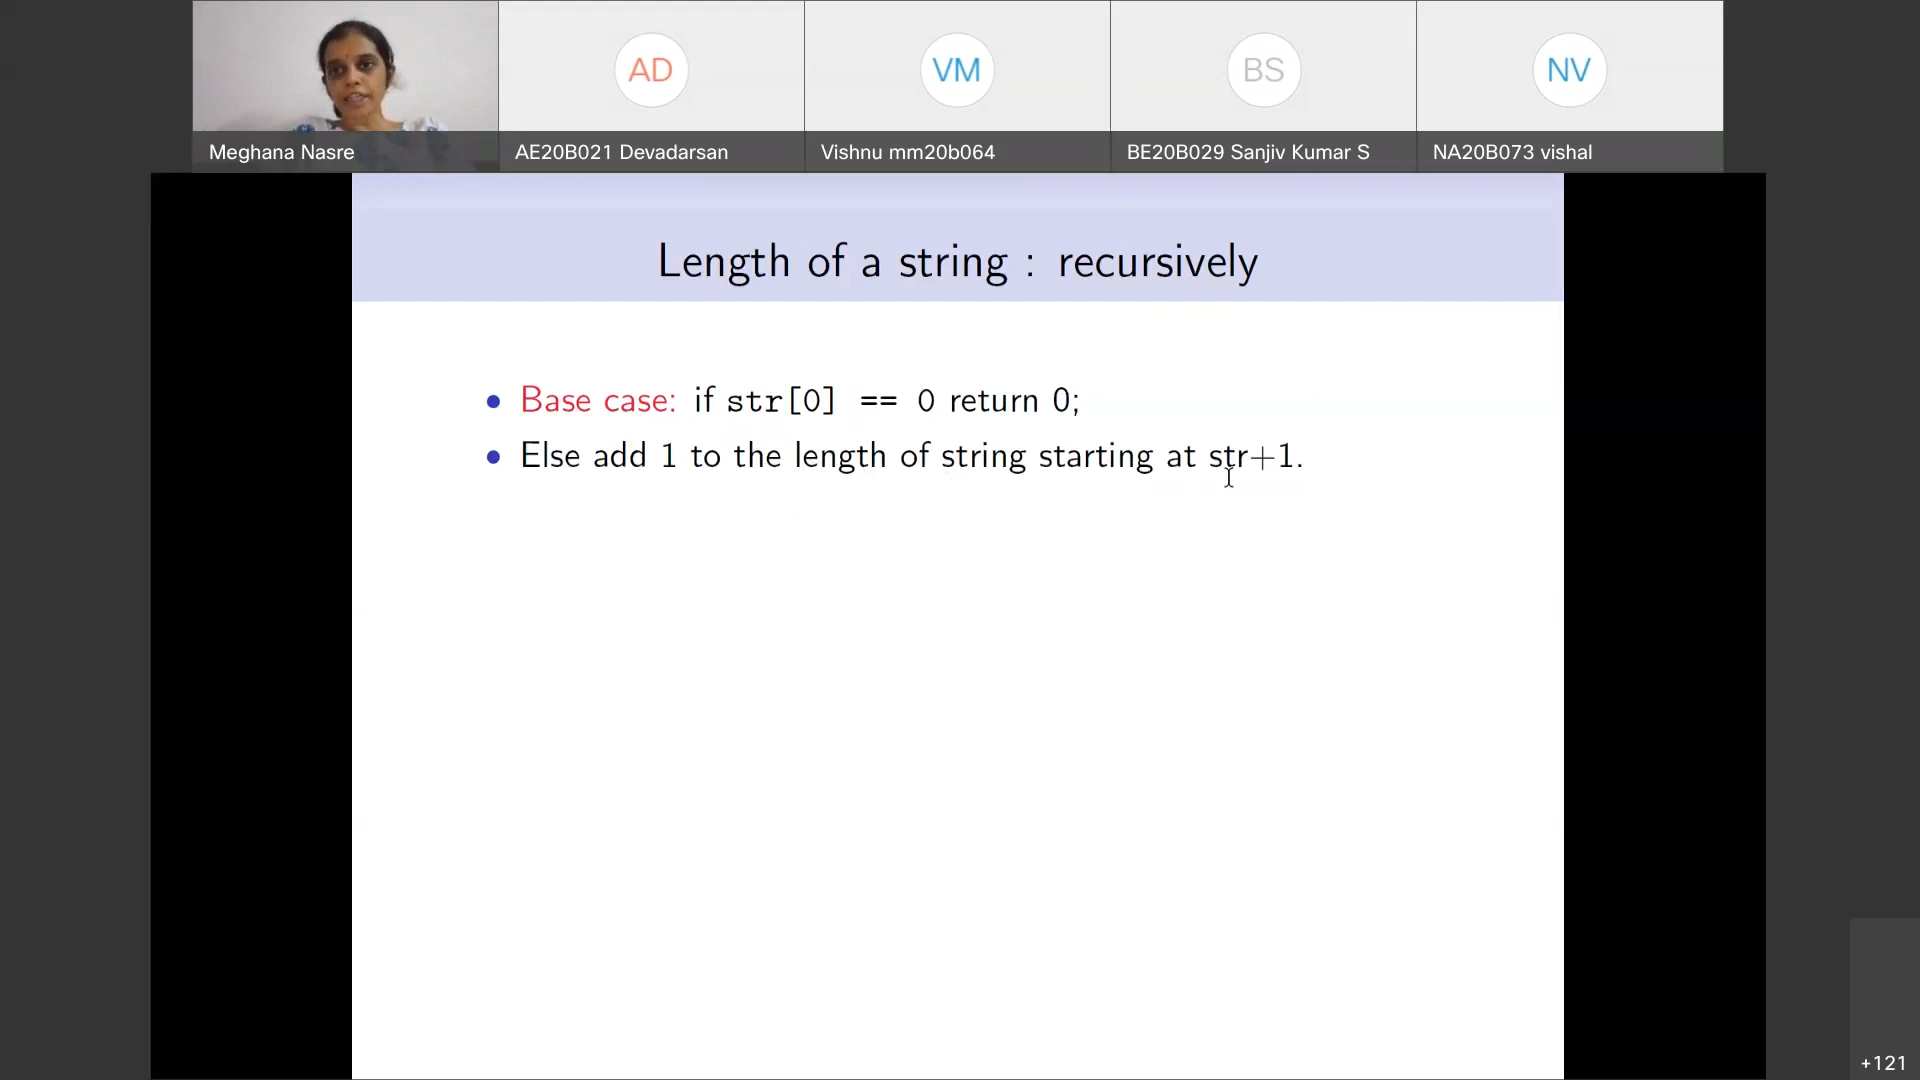 AD
VM
BS
NV
Meghana Nasre
AE20B021 Devadarsan
Vishnu mm20b064
BE20B029 Sanjiv Kumar S
NA20B073 vishal
Length of a string : recursively
• Base case: if str[0] == 0 return 0;
• Else add 1 to the length of string starting at str+1.
+121